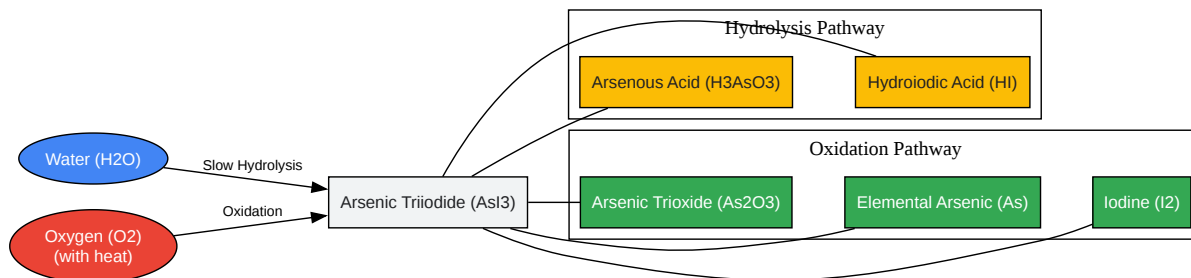 Hydrolysis Pathway
Arsenous Acid (H3AsO3)
Hydroiodic Acid (HI)
Water (H2O)
Slow Hydrolysis
Oxidation Pathway
Arsenic Triiodide (AsI3)
Arsenic Trioxide (As2O3)
Elemental Arsenic (As)
Iodine (I2)
Oxidation
Oxygen (O2)
(with heat)